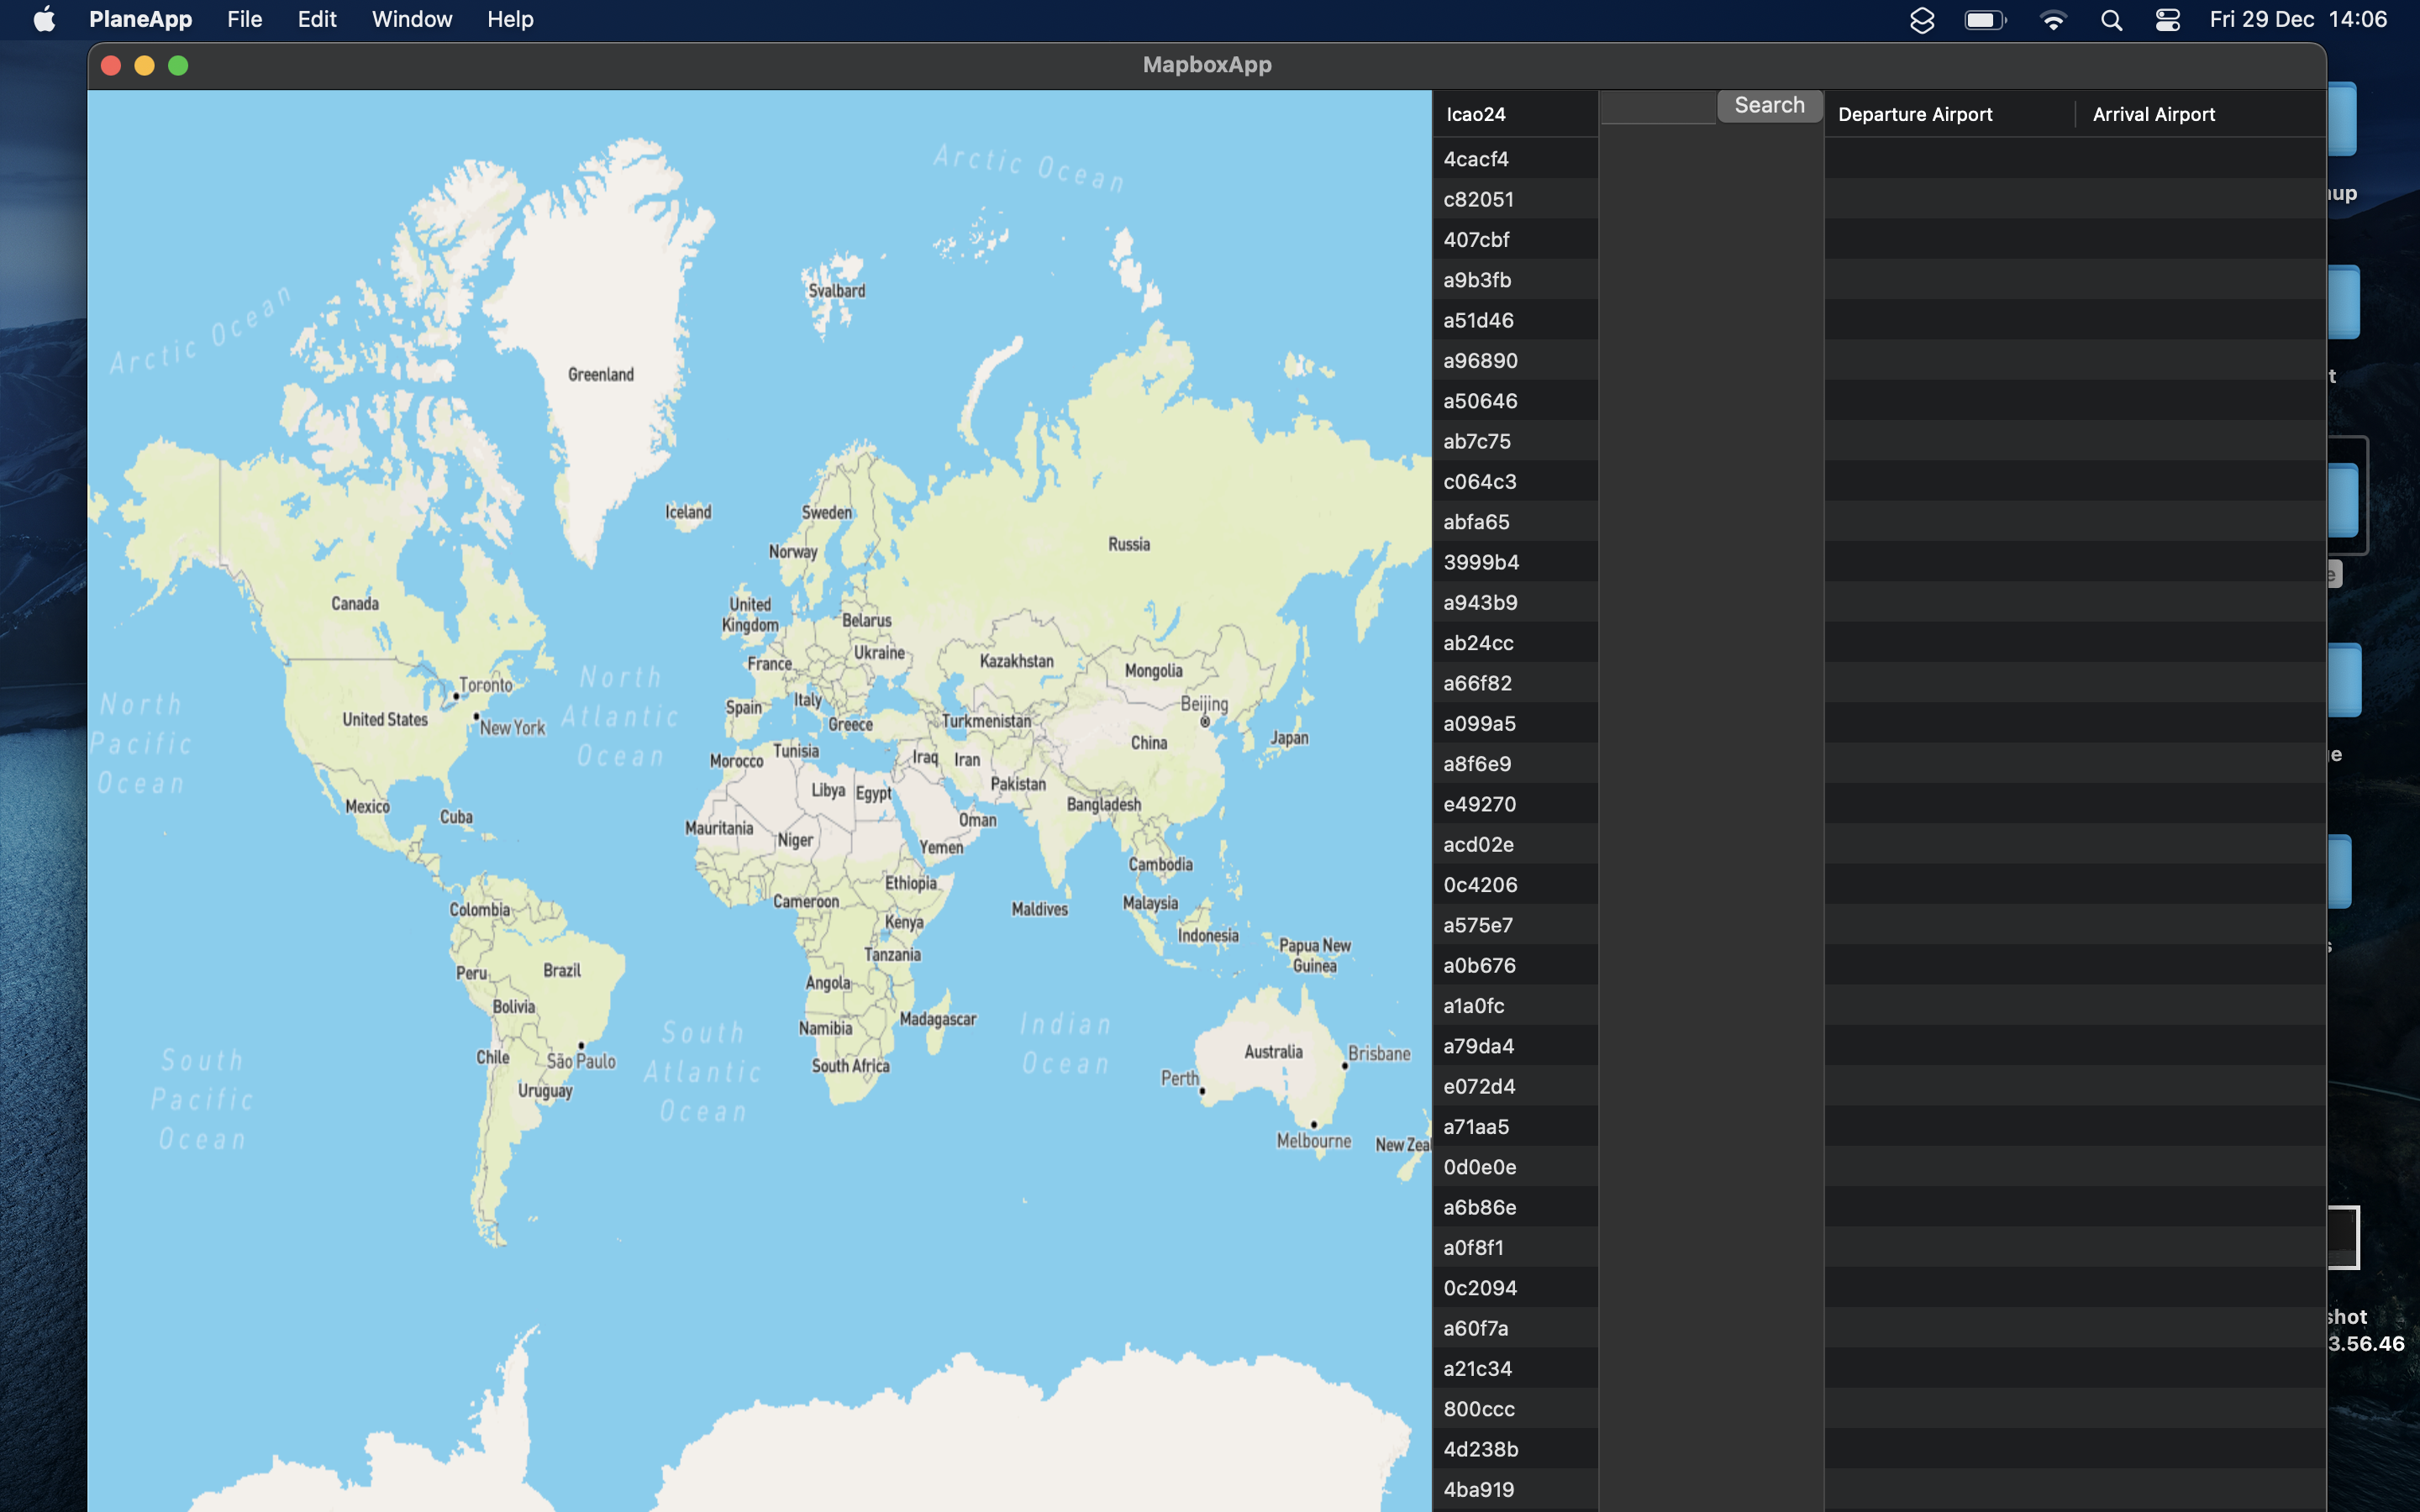 PlaneApp File Edit Window Help
Fri 29 Dec 14:06
MapboxApp
Arctic Ocean
Arctic Ocean
Svalbard
Greenland
Iceland
Sweden
Norway
Russia
Canada
United
Kingdom
Belarus
Ukraine
France
Kazakhstan
Mongolia
Toronto
North
Atlantic
Ocean
Italy
Spain
Beijing
North
Pacific
Ocean
United States
New York
Greece
Turkmenistan
China
Japan
Tunisia
Morocco
Iraq
Iran
Pakistan
Libya
Egypt
Bangladesh
Mexico
Cuba
Oman
Mauritania
Niger
Yemen
Cambodia
Ethiopia
Cameroon
Malaysia
Maldives
Colombia
Kenya
Indonesia
Papua New
Guinea
Tanzania
Peru
Brazil
Angola
Bolivia
Madagascar
Namibia
Indian
Ocean
South
Atlantic
Ocean
Australia
Brisbane
Chile
São Paulo
South Africa
Perth
Uruguay
South
Pacific
Ocean
Melbourne
New Zeal
Icao24
4cacf4
c82051
407cbf
a9b3fb
a51d46
a96890
a50646
ab7c75
c064c3
abfa65
3999b4
a943b9
ab24cc
a66f82
a099a5
a8f6e9
e49270
acd02e
0c4206
a575e7
a0b676
a1a0fc
a79da4
e072d4
a71aa5
0d0e0e
a6b86e
a0f8f1
0c2094
a60f7a
a21c34
800ccc
4d238b
4ba919
Search
Departure Airport
Arrival Airport
up
t
e
e
s
shot
3.56.46